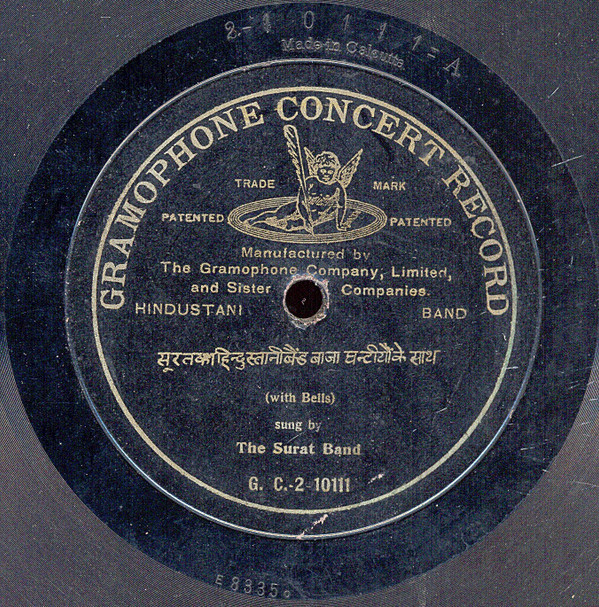 2-10111-A
Made in Calcutta
GRAMOPHONE CONCERT RECORD
TRADE MARK
PATENTED PATENTED
Manufactured by
The Gramophone Company, Limited,
and Sister Companies.
HINDUSTANI BAND
सूरतका हिन्दुस्तानी बैंड बाजा घन्टीयौंके साथ
(with Bells)
sung by
The Surat Band
G. C.-2 10111
E8335º